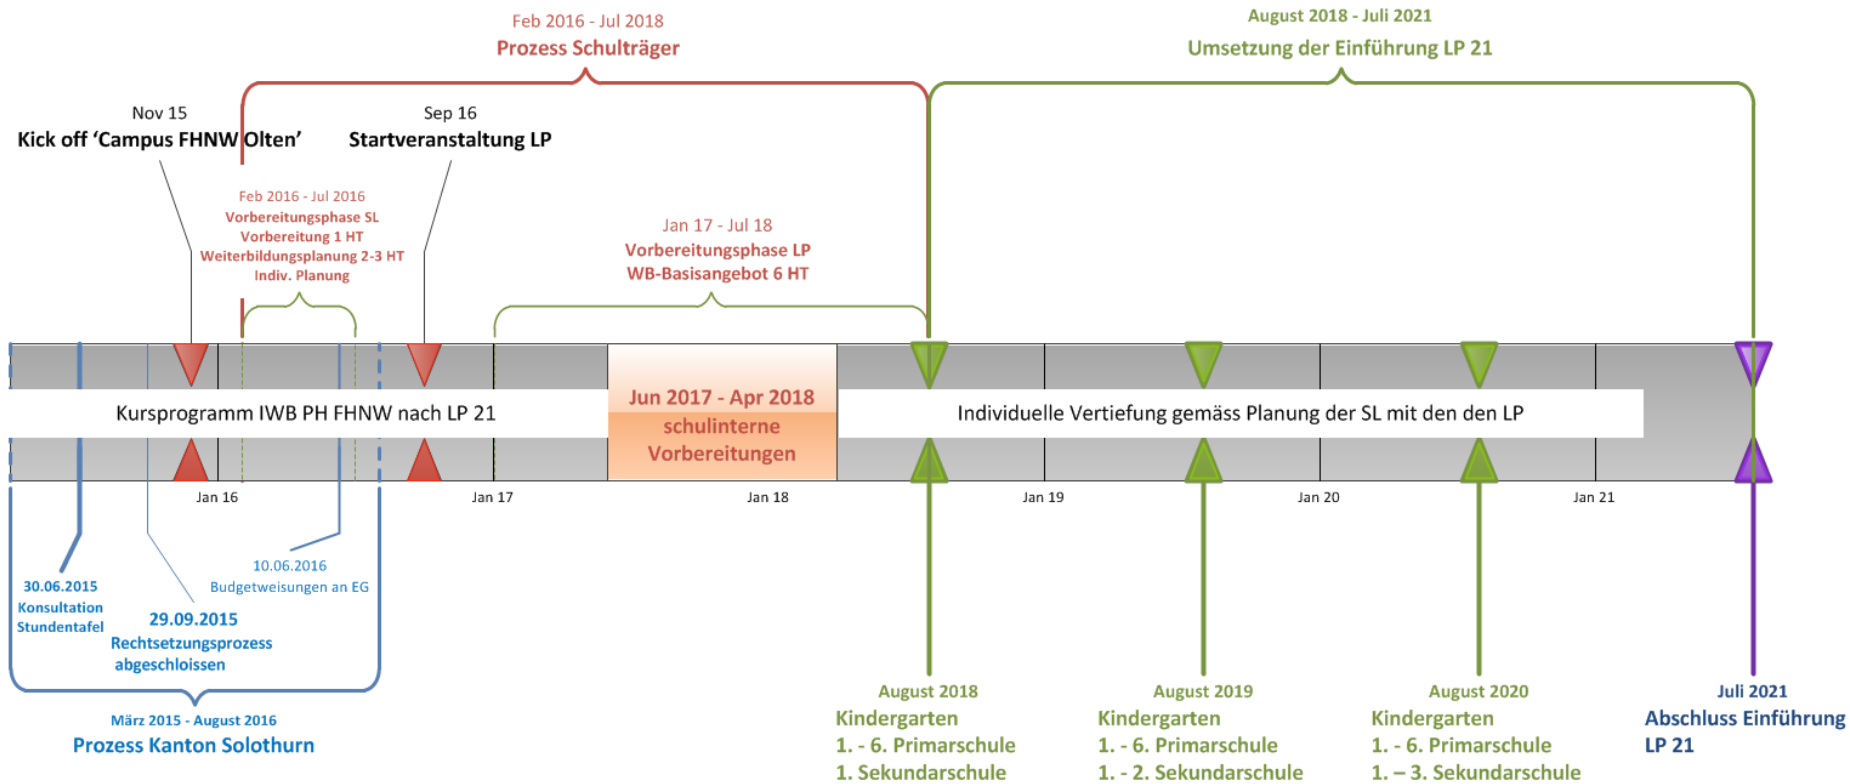 Feb 2016 - Jul 2018
Prozess Schulträger
August 2018 - Juli 2021
Umsetzung der Einführung LP 21
Nov 15
Kick off ‘Campus FHNW Olten’
Sep 16
Startveranstaltung LP
Feb 2016 - Jul 2016
Vorbereitungsphase SL
Vorbereitung 1 HT
Weiterbildungsplanung 2-3 HT
Indiv. Planung
Jan 17 - Jul 18
Vorbereitungsphase LP
WB-Basisangebot 6 HT
Kursprogramm IWB PH FHNW nach LP 21
Jun 2017 - Apr 2018
schulinterne
Vorbereitungen
Individuelle Vertiefung gemäss Planung der SL mit den den LP
Jan 16
Jan 17
Jan 18
Jan 19
Jan 20
Jan 21
30.06.2015
Konsultation
Stundentafel
29.09.2015
Rechtsetzungsprozess
abgeschloissen
10.06.2016
Budgetweisungen an EG
März 2015 - August 2016
Prozess Kanton Solothurn
August 2018
Kindergarten
1. - 6. Primarschule
1. Sekundarschule
August 2019
Kindergarten
1. - 6. Primarschule
1. - 2. Sekundarschule
August 2020
Kindergarten
1. - 6. Primarschule
1. – 3. Sekundarschule
Juli 2021
Abschluss Einführung
LP 21